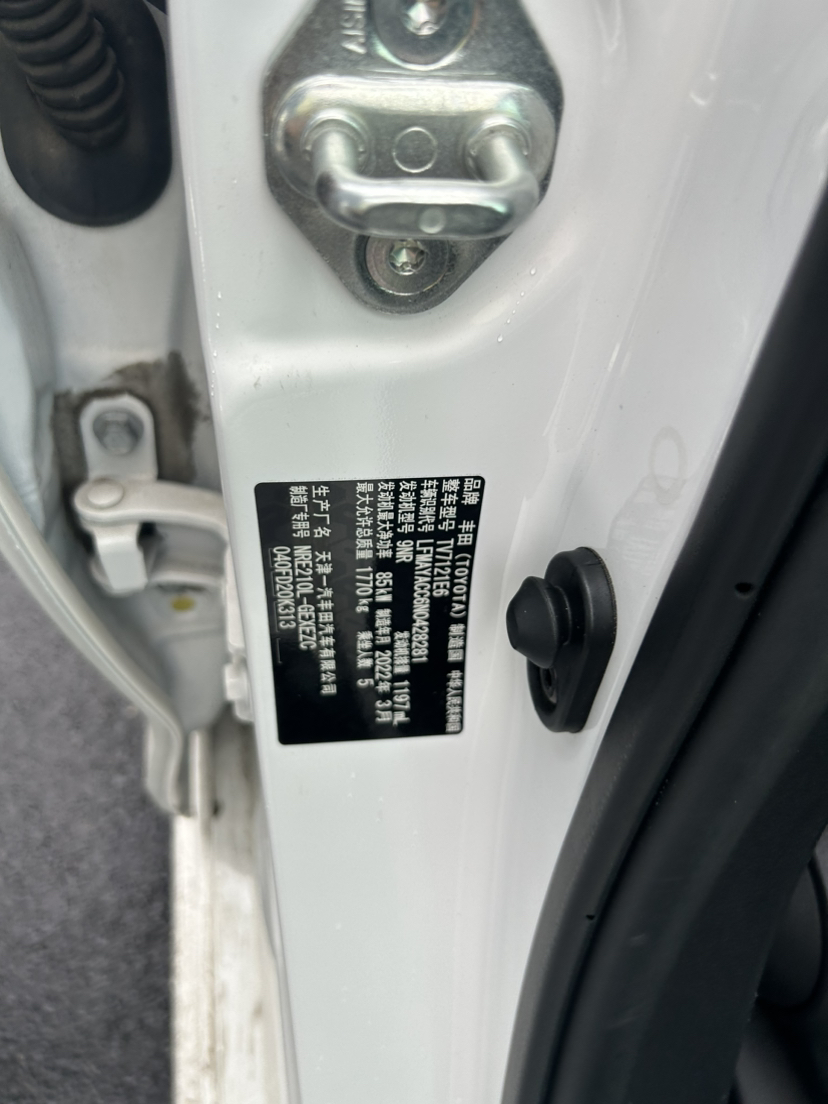 AISIN
品牌 丰田（TOYOTA） 制造国 中华人民共和国
整车型号 TV7121E6
车辆识别代号 LFMAYACC6N0428281
发动机型号 9NR 发动机排量 1197 mL
发动机最大净功率 85kW 制造年月 2022年 3月
最大允许总质量 1770 kg 乘坐人数 5
生产厂名 天津一汽丰田汽车有限公司
制造厂专用号 NRE210L-GEXEZC
040FD20K313